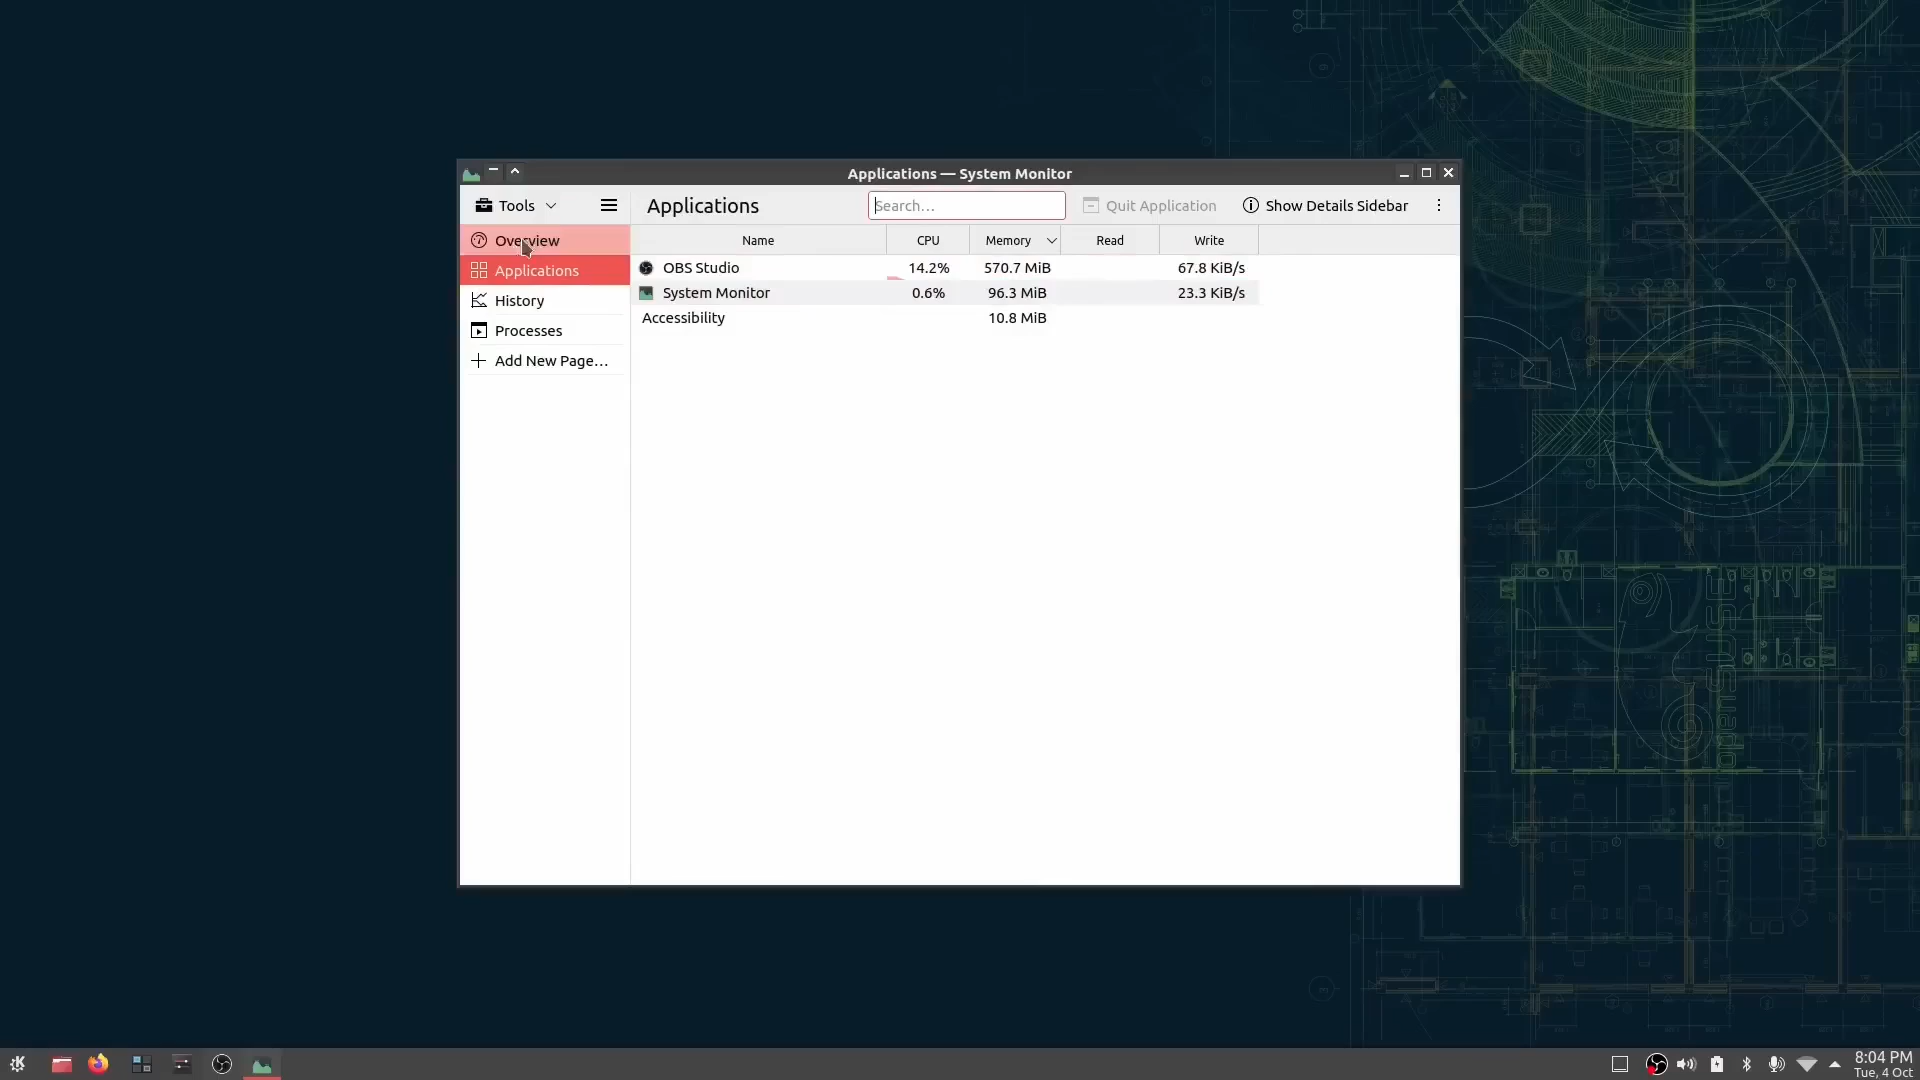 Applications — System Monitor
Tools
Applications
Search...
Quit Application
Show Details Sidebar
Overview
Applications
History
Processes
Add New Page...
Name CPU Memory Read Write
OBS Studio 14.2% 570.7 MiB 67.8 KiB/s
System Monitor 0.6% 96.3 MiB 23.3 KiB/s
Accessibility 10.8 MiB
8:04 PM
Tue, 4 Oct